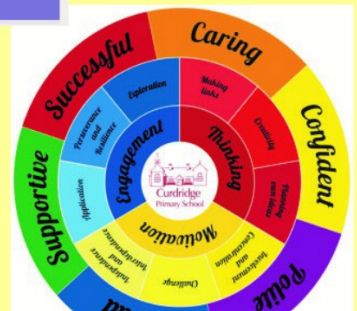 Successful
Caring
Confident
Polite
Supportive
Exploration
Perseverance
and
Resilience
Application
Engagement
Making
links
Creativity
Planning
own ideas
Thinking
Curdridge
Primary School
Motivation
Involvement
and
Concentration
Challenge
Independence
and
Interdependence